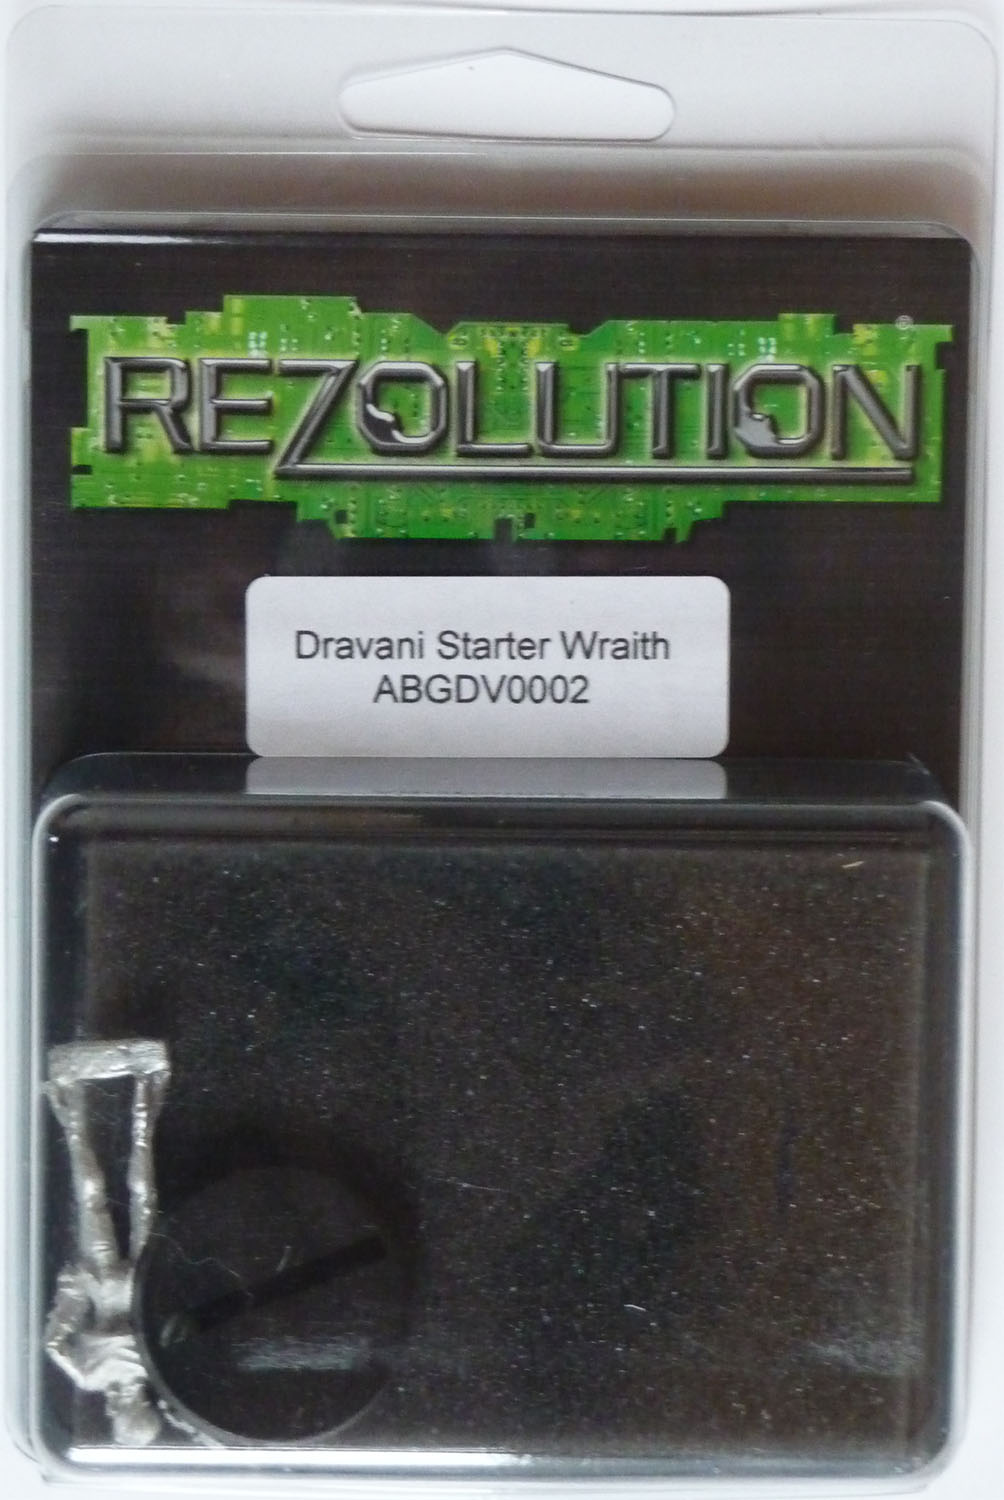 REZOLUTION
®
Dravani Starter Wraith
ABGDV0002